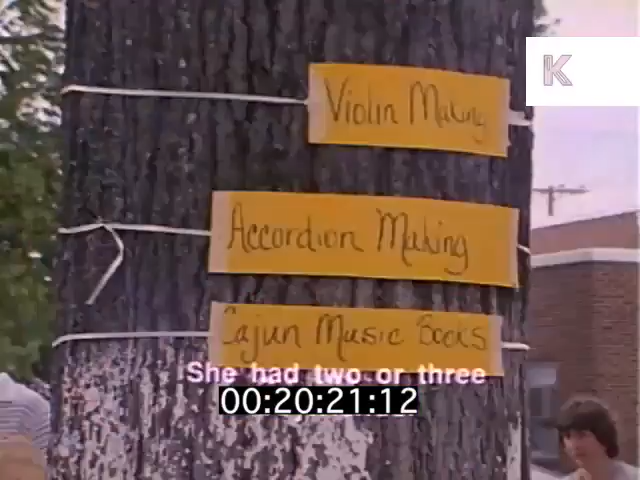 K
Violin Making
Accordion Making
Cajun Music Books
She had two or three
00:20:21:12